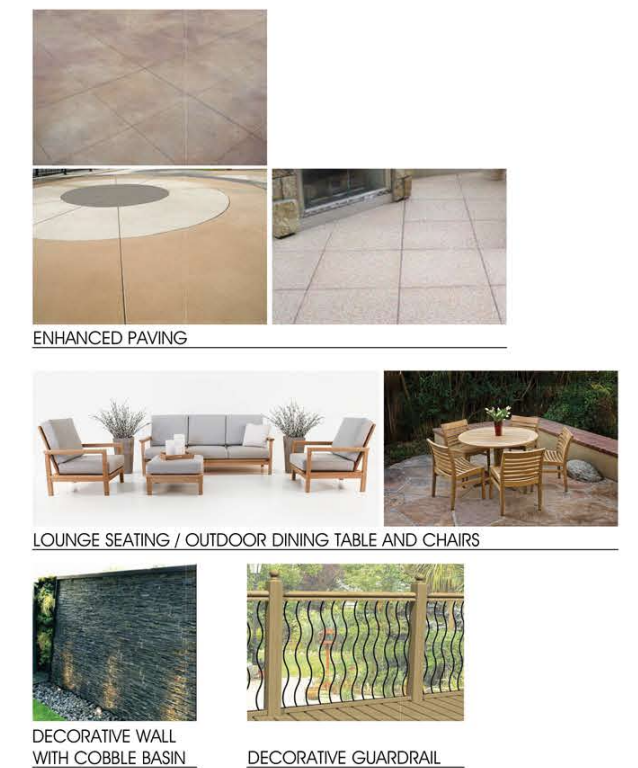 ENHANCED PAVING
LOUNGE SEATING / OUTDOOR DINING TABLE AND CHAIRS
DECORATIVE WALL
WITH COBBLE BASIN
DECORATIVE GUARDRAIL